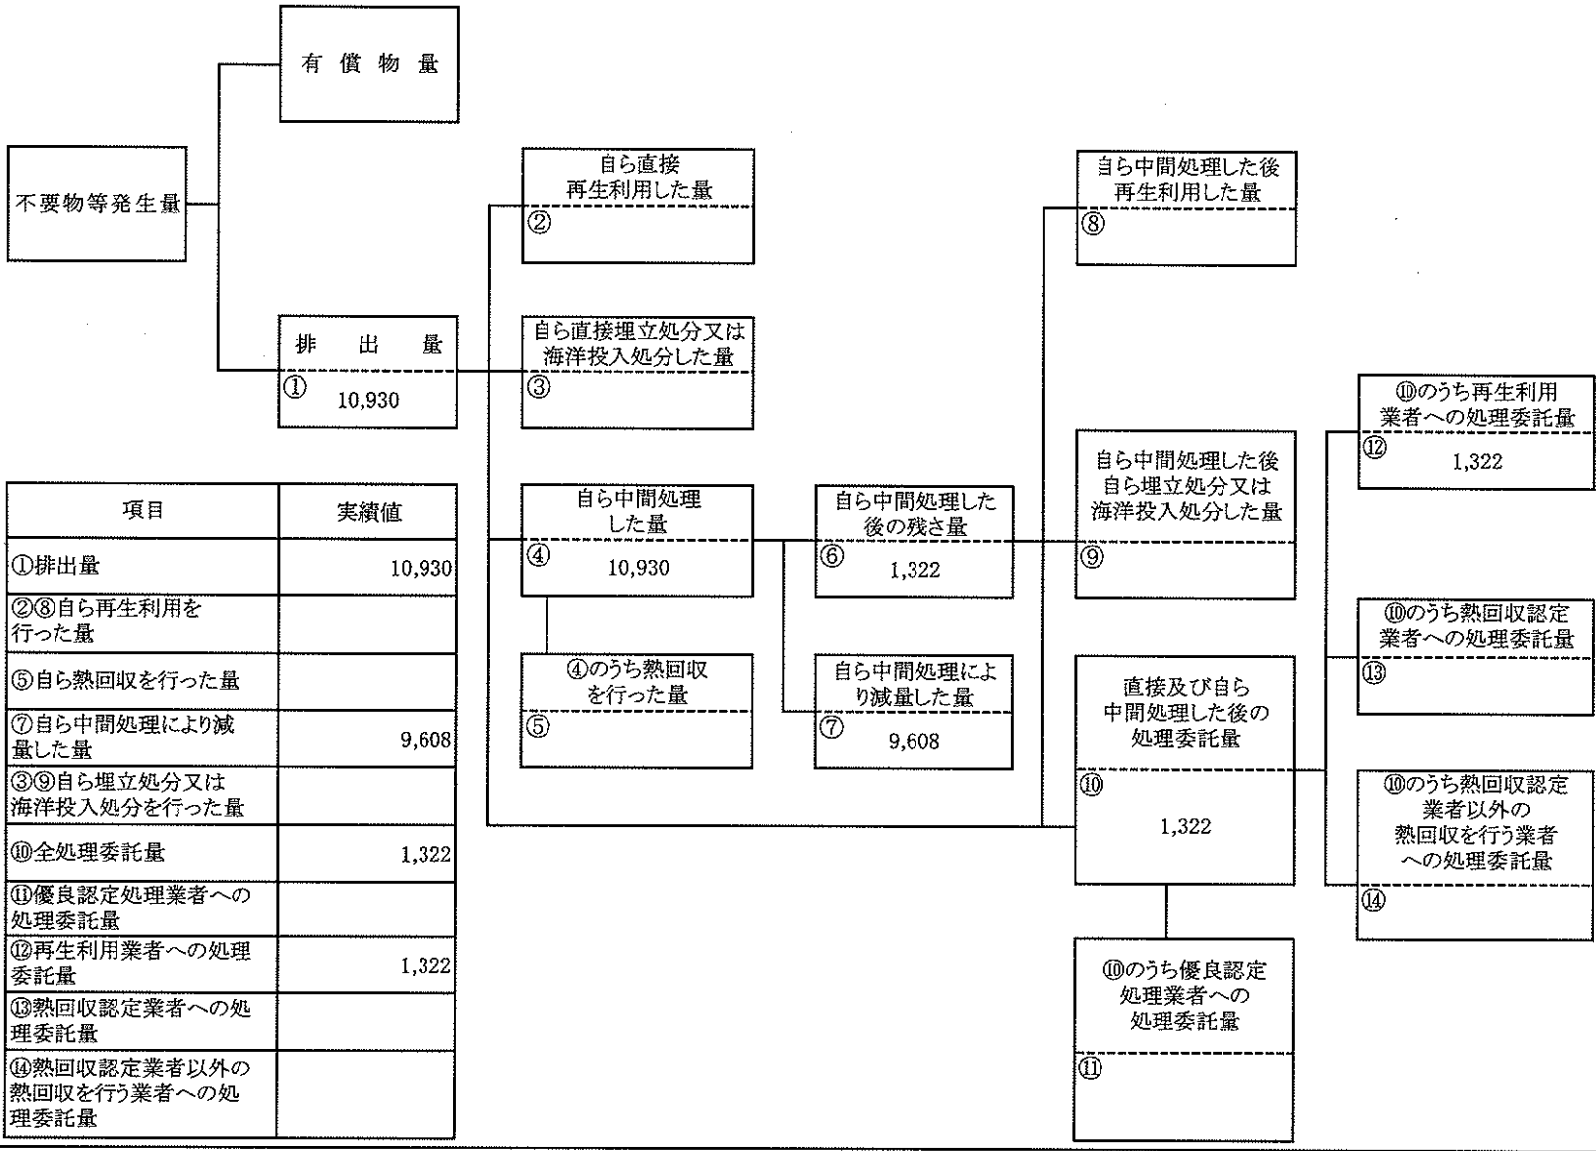 有償物量
不要物等発生量
排出量
①
10,930
自ら直接
再生利用した量
②
自ら直接埋立処分又は
海洋投入処分した量
③
自ら中間処理
した量
④
10,930
④のうち熱回収
を行った量
⑤
自ら中間処理した
後の残さ量
⑥
1,322
自ら中間処理によ
り減量した量
⑦
9,608
自ら中間処理した後
再生利用した量
⑧
自ら中間処理した後
自ら埋立処分又は
海洋投入処分した量
⑨
直接及び自ら
中間処理した後の
処理委託量
⑩
1,322
⑩のうち優良認定
処理業者への
処理委託量
⑪
⑩のうち再生利用
業者への処理委託量
⑫
1,322
⑩のうち熱回収認定
業者への処理委託量
⑬
⑩のうち熱回収認定
業者以外の
熱回収を行う業者
への処理委託量
⑭
項目 実績値
①排出量 10,930
②⑧自ら再生利用を
行った量
⑤自ら熱回収を行った量
⑦自ら中間処理により減
量した量 9,608
③⑨自ら埋立処分又は
海洋投入処分を行った量
⑩全処理委託量 1,322
⑪優良認定処理業者への
処理委託量
⑫再生利用業者への処理
委託量 1,322
⑬熱回収認定業者への処
理委託量
⑭熱回収認定業者以外の
熱回収を行う業者への処
理委託量